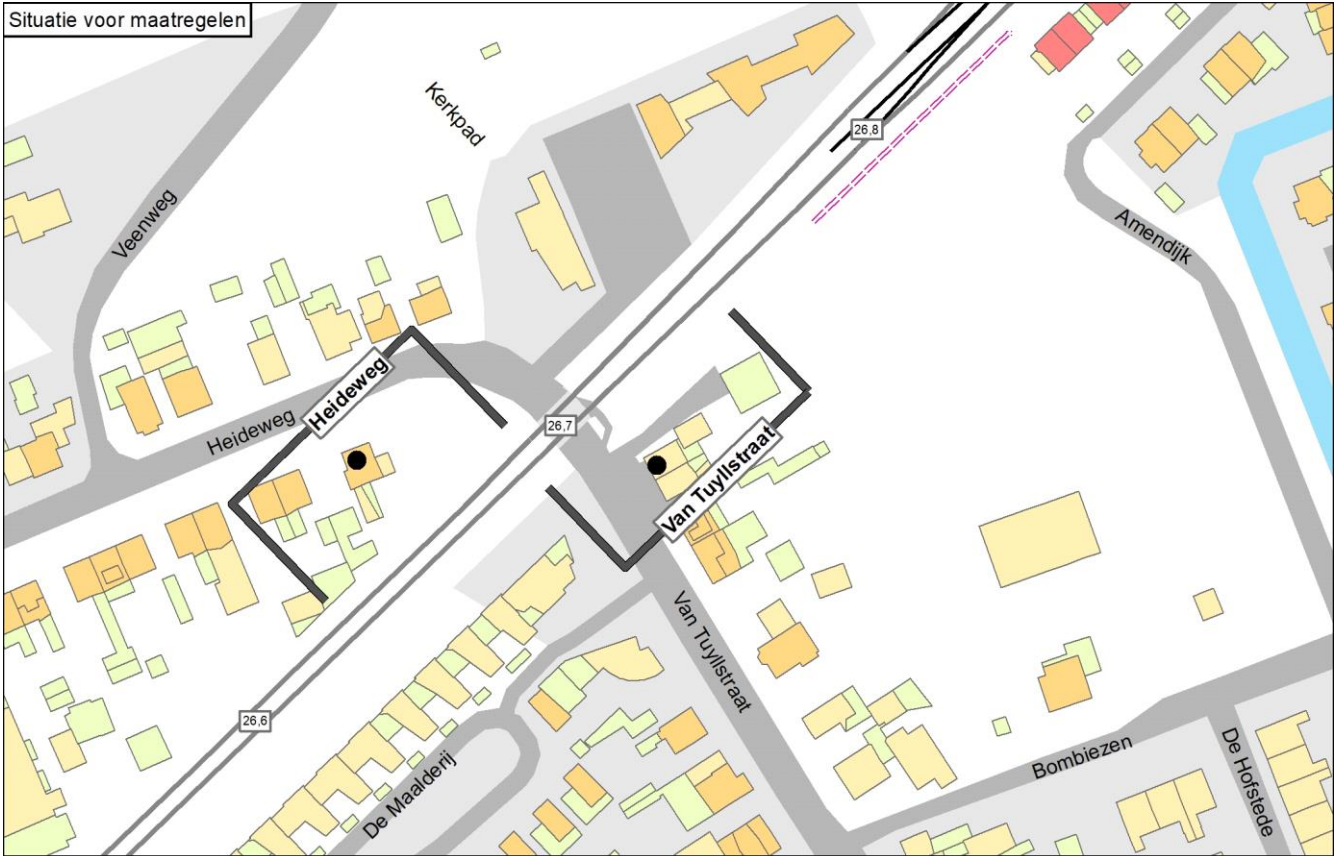 Situatie voor maatregelen
Kerkpad
26,8
Veenweg
Amendijk
Heideweg
Heideweg
26,7
Van Tuyllstraat
Van Tuyllstraat
26,6
De Maalderij
Bombiezen
De Hofstede